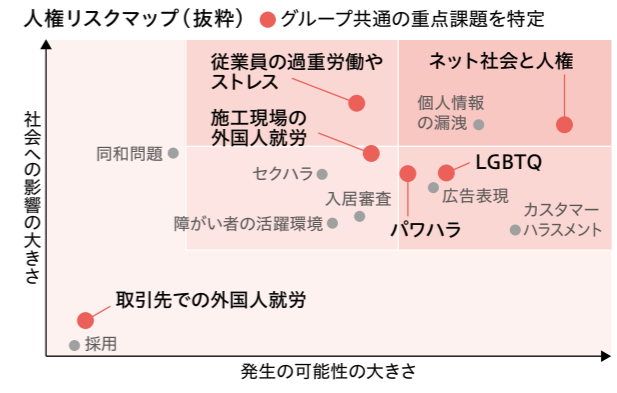 人権リスクマップ（抜粋） ●グループ共通の重点課題を特定
従業員の過重労働や
ストレス
ネット社会と人権
個人情報
の漏洩
施工現場の
外国人就労
同和問題
セクハラ
LGBTQ
入居審査
広告表現
障がい者の活躍環境
パワハラ
カスタマー
ハラスメント
取引先での外国人就労
採用
社会への影響の大きさ
発生の可能性の大きさ